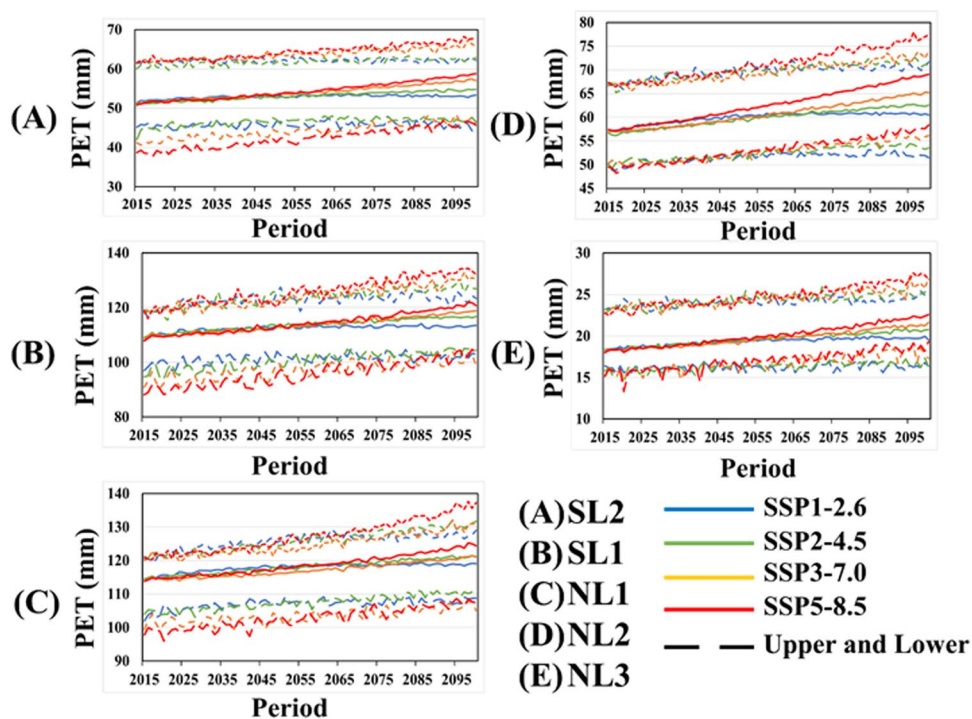 (A)
PET (mm)
70
60
50
40
30
2015 2025 2035 2045 2055 2065 2075 2085 2095
Period
(D)
PET (mm)
80
75
70
65
60
55
50
45
2015 2025 2035 2045 2055 2065 2075 2085 2095
Period
(B)
PET (mm)
140
120
100
80
2015 2025 2035 2045 2055 2065 2075 2085 2095
Period
(E)
PET (mm)
30
25
20
15
10
2015 2025 2035 2045 2055 2065 2075 2085 2095
Period
(C)
PET (mm)
140
130
120
110
100
90
2015 2025 2035 2045 2055 2065 2075 2085 2095
Period
(A) SL2
(B) SL1
(C) NL1
(D) NL2
(E) NL3
SSP1-2.6
SSP2-4.5
SSP3-7.0
SSP5-8.5
Upper and Lower